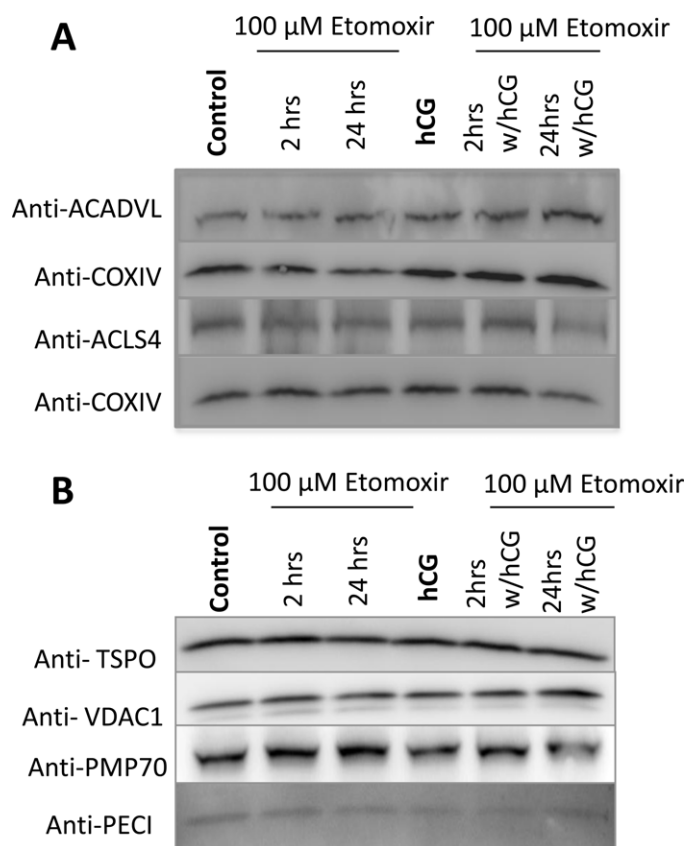 A
100 µM Etomoxir
100 µM Etomoxir
Control
2 hrs
24 hrs
hCG
2hrs
w/hCG
24hrs
w/hCG
Anti-ACADVL
Anti-COXIV
Anti-ACLS4
Anti-COXIV
B
100 µM Etomoxir
100 µM Etomoxir
Control
2 hrs
24 hrs
hCG
2hrs
w/hCG
24hrs
w/hCG
Anti- TSPO
Anti- VDAC1
Anti-PMP70
Anti-PECI